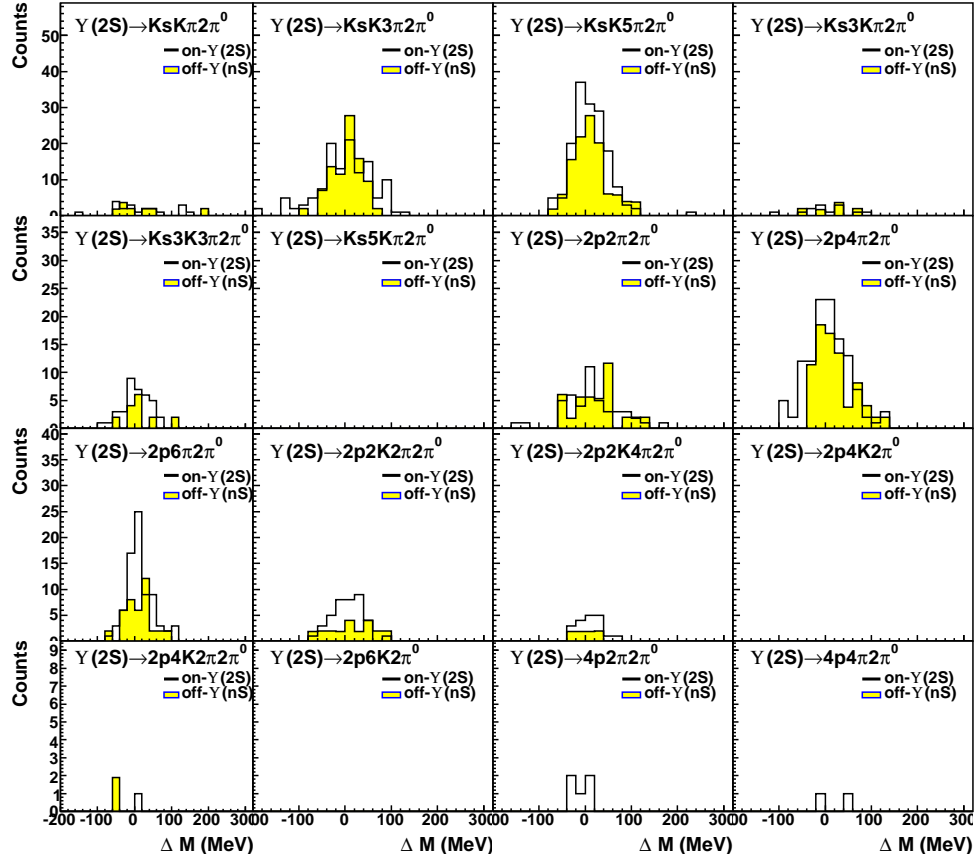 Counts
ϒ(2S)→KsKπ2π⁰
on-ϒ(2S)
off-ϒ(nS)
50
40
30
20
10
0
ϒ(2S)→KsK3π2π⁰
on-ϒ(2S)
off-ϒ(nS)
ϒ(2S)→KsK5π2π⁰
on-ϒ(2S)
off-ϒ(nS)
ϒ(2S)→Ks3Kπ2π⁰
on-ϒ(2S)
off-ϒ(nS)
Counts
ϒ(2S)→Ks3K3π2π⁰
on-ϒ(2S)
off-ϒ(nS)
35
30
25
20
15
10
5
0
ϒ(2S)→Ks5Kπ2π⁰
on-ϒ(2S)
off-ϒ(nS)
ϒ(2S)→2p2π2π⁰
on-ϒ(2S)
off-ϒ(nS)
ϒ(2S)→2p4π2π⁰
on-ϒ(2S)
off-ϒ(nS)
Counts
ϒ(2S)→2p6π2π⁰
on-ϒ(2S)
off-ϒ(nS)
40
35
30
25
20
15
10
5
0
ϒ(2S)→2p2K2π2π⁰
on-ϒ(2S)
off-ϒ(nS)
ϒ(2S)→2p2K4π2π⁰
on-ϒ(2S)
off-ϒ(nS)
ϒ(2S)→2p4K2π⁰
on-ϒ(2S)
off-ϒ(nS)
Counts
ϒ(2S)→2p4K2π2π⁰
on-ϒ(2S)
off-ϒ(nS)
9
8
7
6
5
4
3
2
1
0
ϒ(2S)→2p6K2π⁰
on-ϒ(2S)
off-ϒ(nS)
ϒ(2S)→4p2π2π⁰
on-ϒ(2S)
off-ϒ(nS)
ϒ(2S)→4p4π2π⁰
on-ϒ(2S)
off-ϒ(nS)
-200 -100 0 100 200 300
-100 0 100 200 300
-100 0 100 200 300
-100 0 100 200 300
Δ M (MeV)
Δ M (MeV)
Δ M (MeV)
Δ M (MeV)